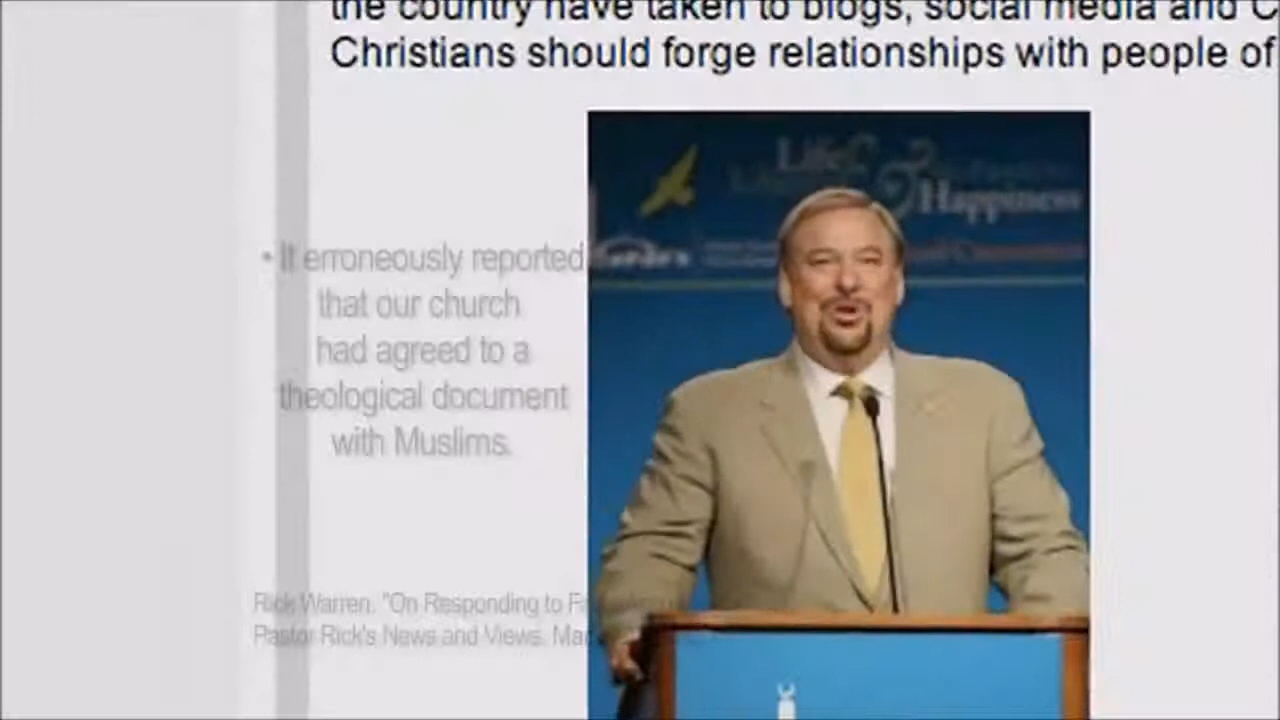 the country have taken to blogs, social media and C
Christians should forge relationships with people of
Life &
Happiness
• It erroneously reported
that our church
had agreed to a
theological document
with Muslims.
Rick Warren. "On Responding to
Pastor Rick's News and Views. Mar